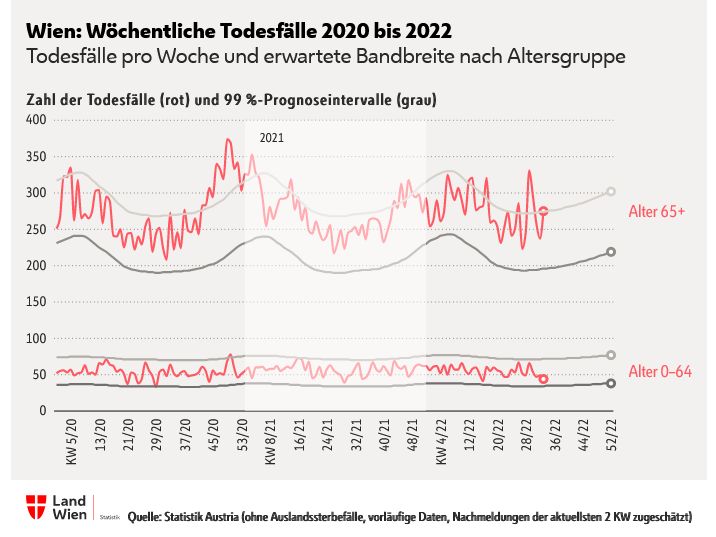 Wien: Wöchentliche Todesfälle 2020 bis 2022
Todesfälle pro Woche und erwartete Bandbreite nach Altersgruppe
Zahl der Todesfälle (rot) und 99 %-Prognoseintervalle (grau)
400
2021
350
300
Alter 65+
250
200
150
100
Alter 0–64
50
0
KW 5/20
13/20
21/20
29/20
37/20
45/20
53/20
KW 8/21
16/21
24/21
32/21
40/21
48/21
KW 4/22
12/22
20/22
28/22
36/22
44/22
52/22
Land
Wien
Statistik
Quelle: Statistik Austria (ohne Auslandssterbefälle, vorläufige Daten, Nachmeldungen der aktuellsten 2 KW zugeschätzt)